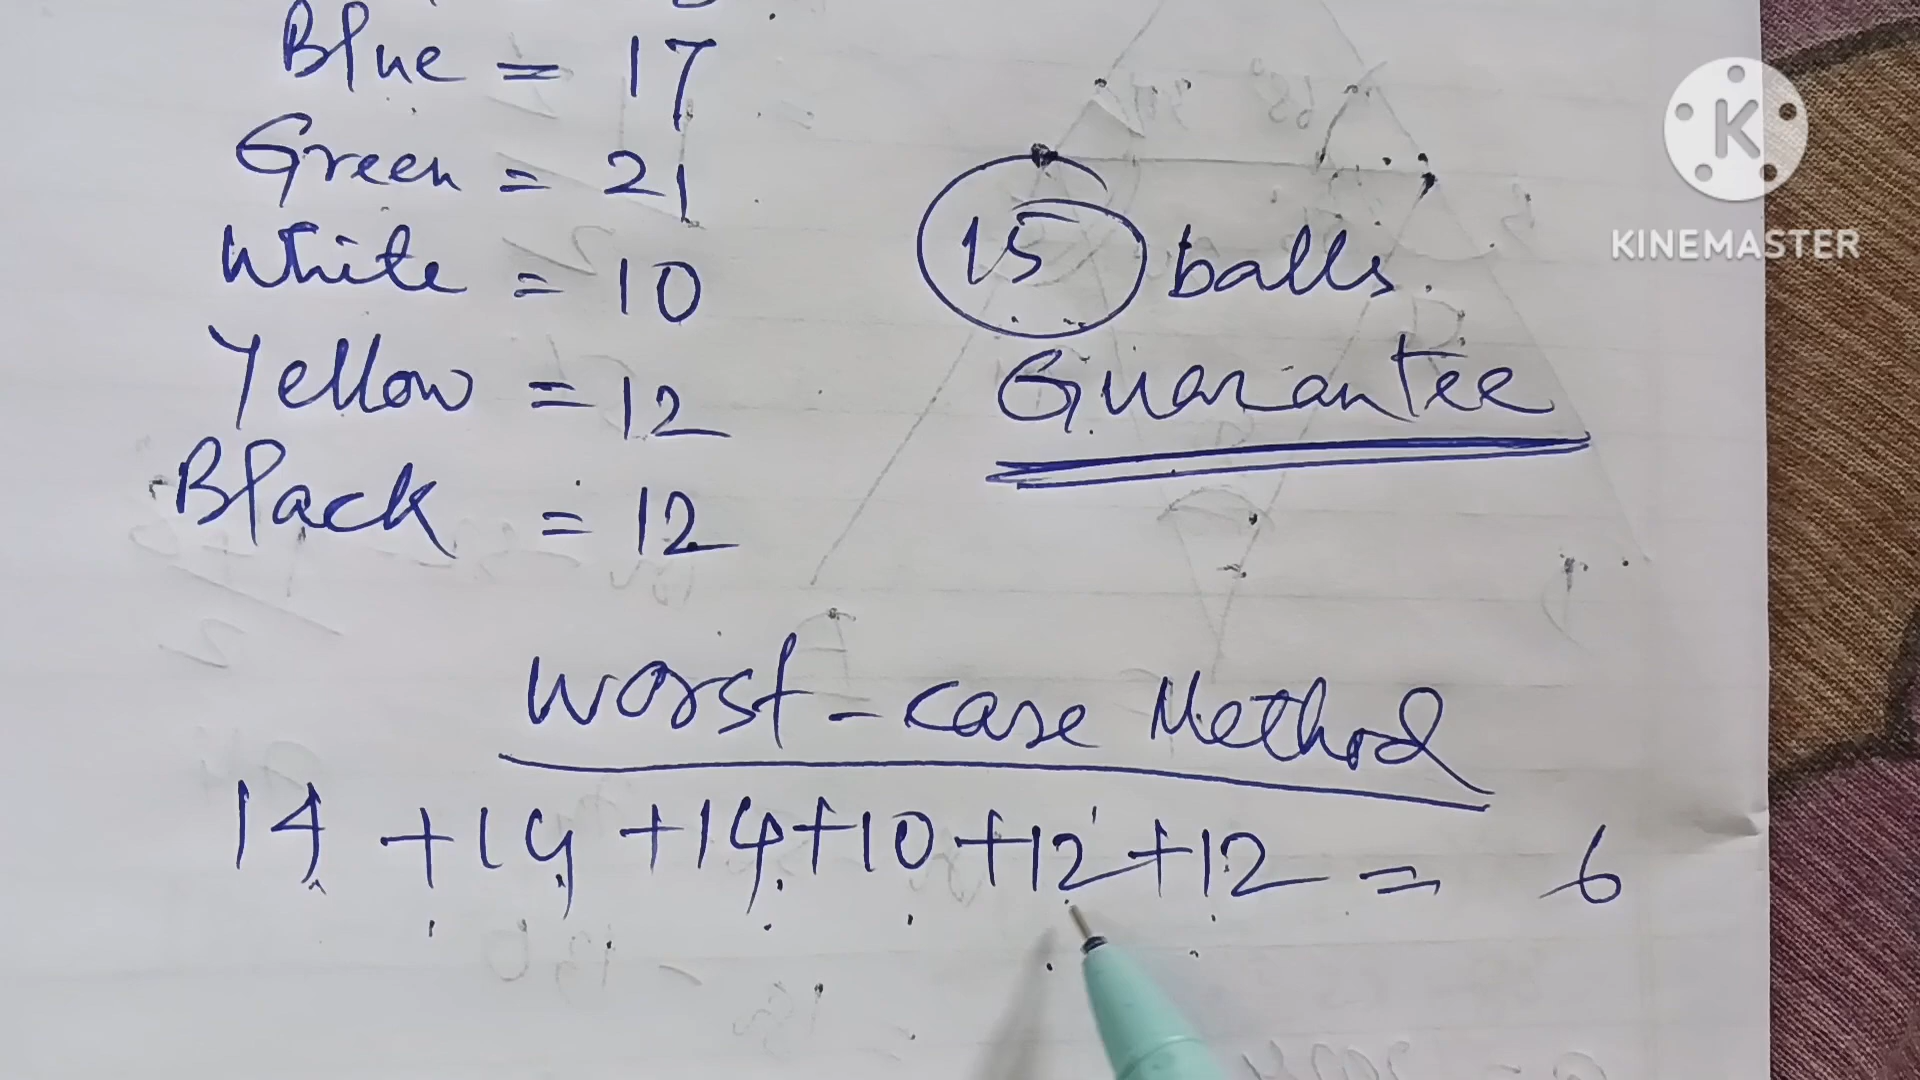 Blue = 17
Green = 21
White = 10
Yellow = 12
Black = 12
15 balls.
Guarantee
Worst-case Method
14 + 14 + 14 + 10 + 12 + 12 = 6
K
KINEMASTER